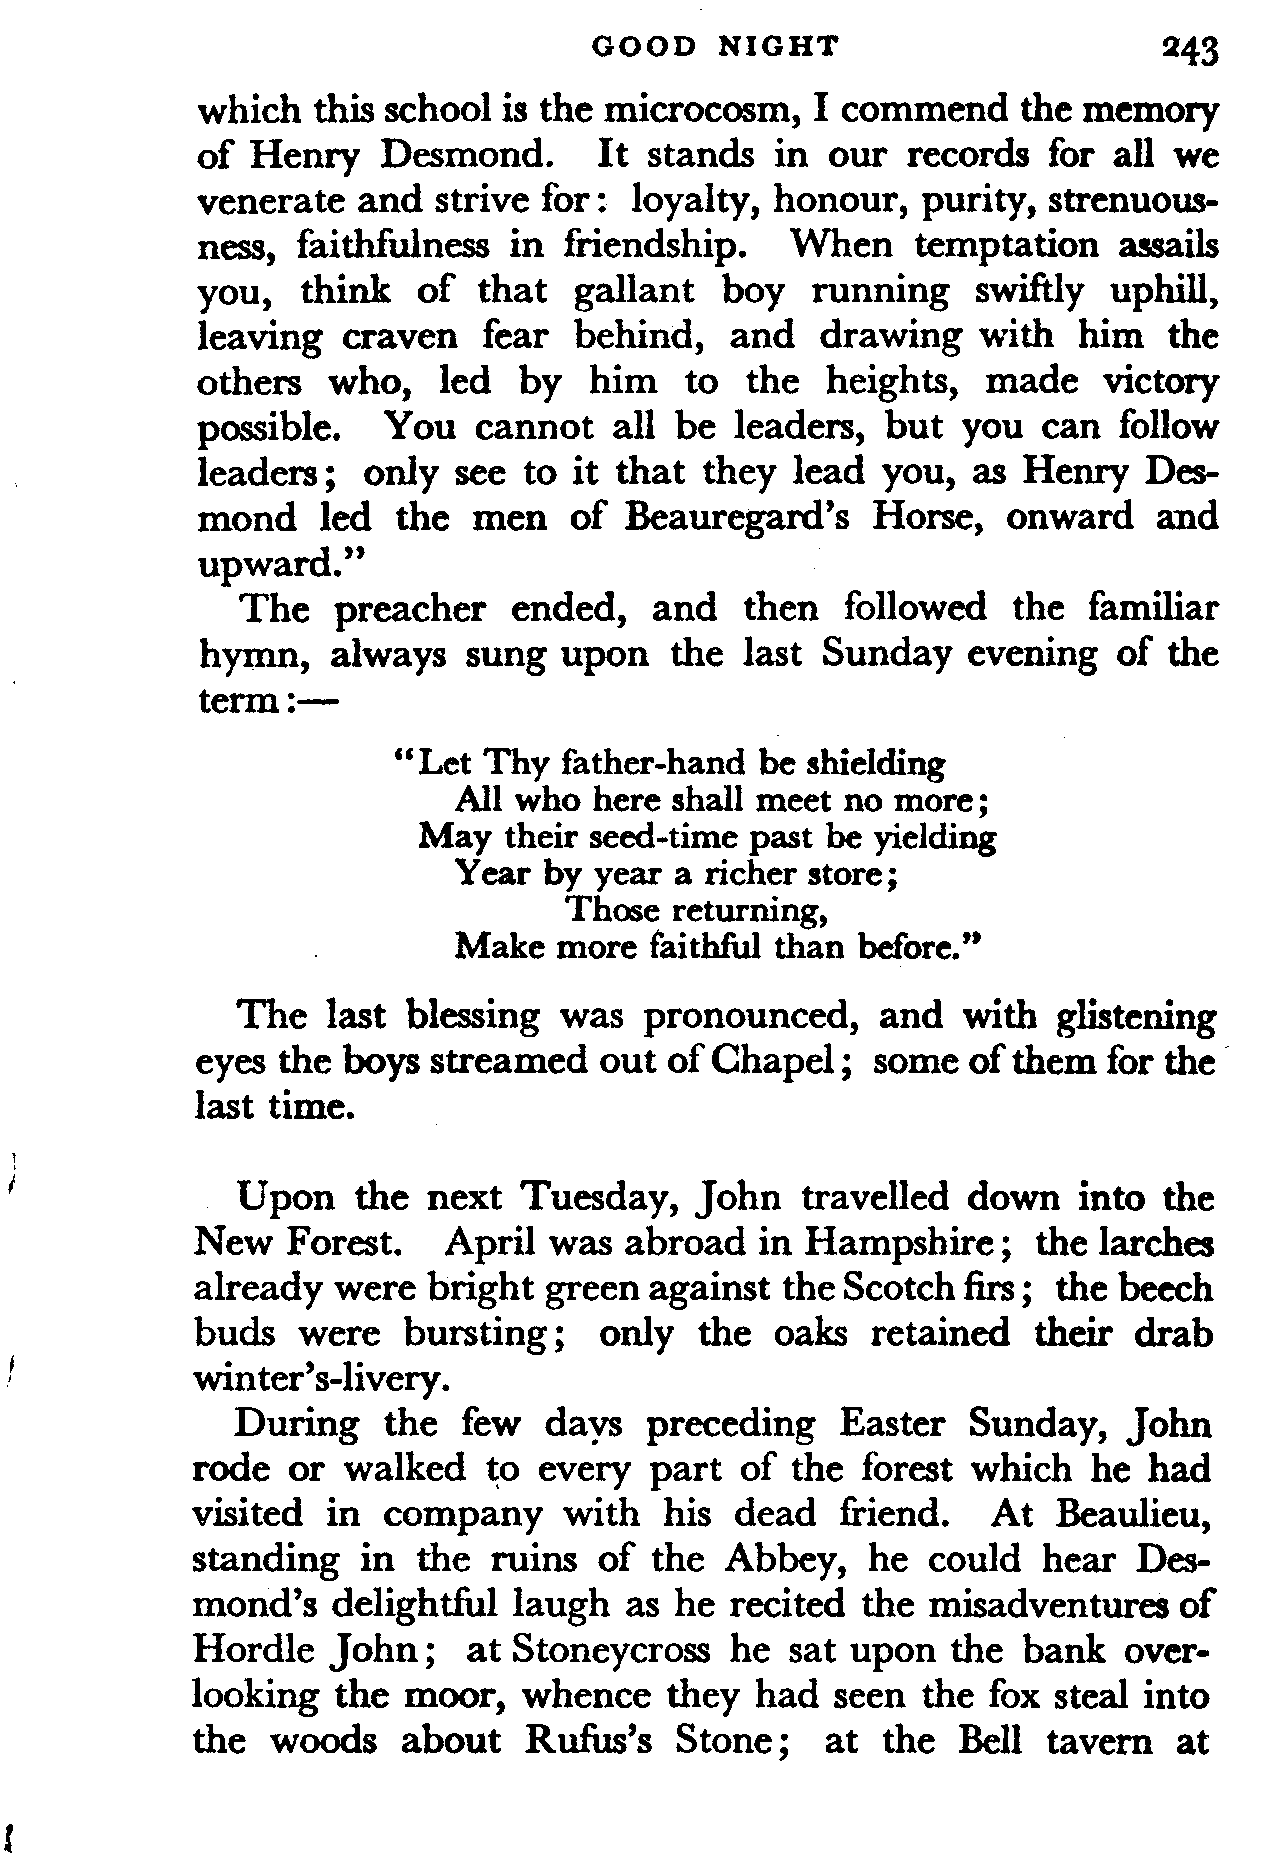 GOOD NIGHT 243
which this school is the microcosm, I commend the memory
of Henry Desmond. It stands in our records for all we
venerate and strive for: loyalty, honour, purity, strenuous-
ness, faithfulness in friendship. When temptation assails
you, think of that gallant boy running swiftly uphill,
leaving craven fear behind, and drawing with him the
others who, led by him to the heights, made victory
possible. You cannot all be leaders, but you can follow
leaders; only see to it that they lead you, as Henry Des-
mond led the men of Beauregard's Horse, onward and
upward."
The preacher ended, and then followed the familiar
hymn, always sung upon the last Sunday evening of the
term:—
"Let Thy father-hand be shielding
All who here shall meet no more;
May their seed-time past be yielding
Year by year a richer store;
Those returning,
Make more faithful than before."
The last blessing was pronounced, and with glistening
eyes the boys streamed out of Chapel; some of them for the
last time.
Upon the next Tuesday, John travelled down into the
New Forest. April was abroad in Hampshire; the larches
already were bright green against the Scotch firs; the beech
buds were bursting; only the oaks retained their drab
winter's-livery.
During the few days preceding Easter Sunday, John
rode or walked to every part of the forest which he had
visited in company with his dead friend. At Beaulieu,
standing in the ruins of the Abbey, he could hear Des-
mond's delightful laugh as he recited the misadventures of
Hordle John; at Stoneycross he sat upon the bank over-
looking the moor, whence they had seen the fox steal into
the woods about Rufus's Stone; at the Bell tavern at